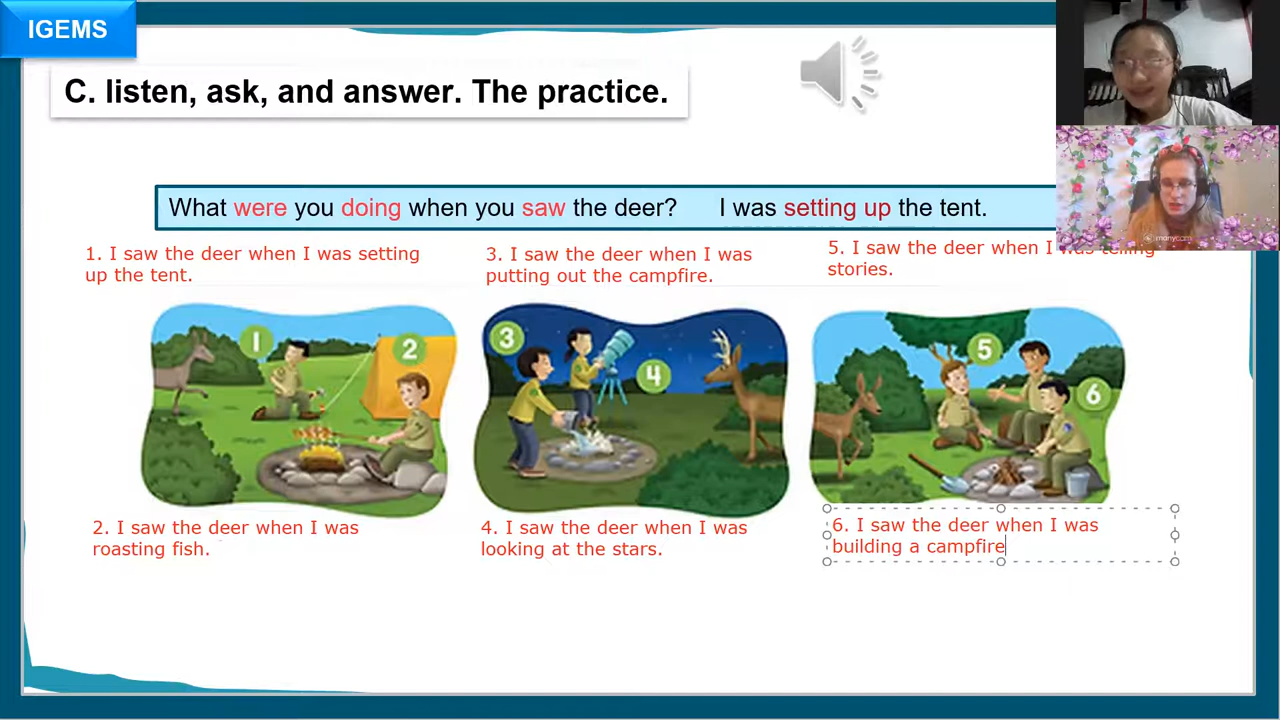 IGEMS
C. listen, ask, and answer. The practice.
What were you doing when you saw the deer? I was setting up the tent.
1. I saw the deer when I was setting
up the tent.
3. I saw the deer when I was
putting out the campfire.
5. I saw the deer when I was telling
stories.
1
2
3
4
5
6
2. I saw the deer when I was
roasting fish.
4. I saw the deer when I was
looking at the stars.
6. I saw the deer when I was
building a campfire
manycam